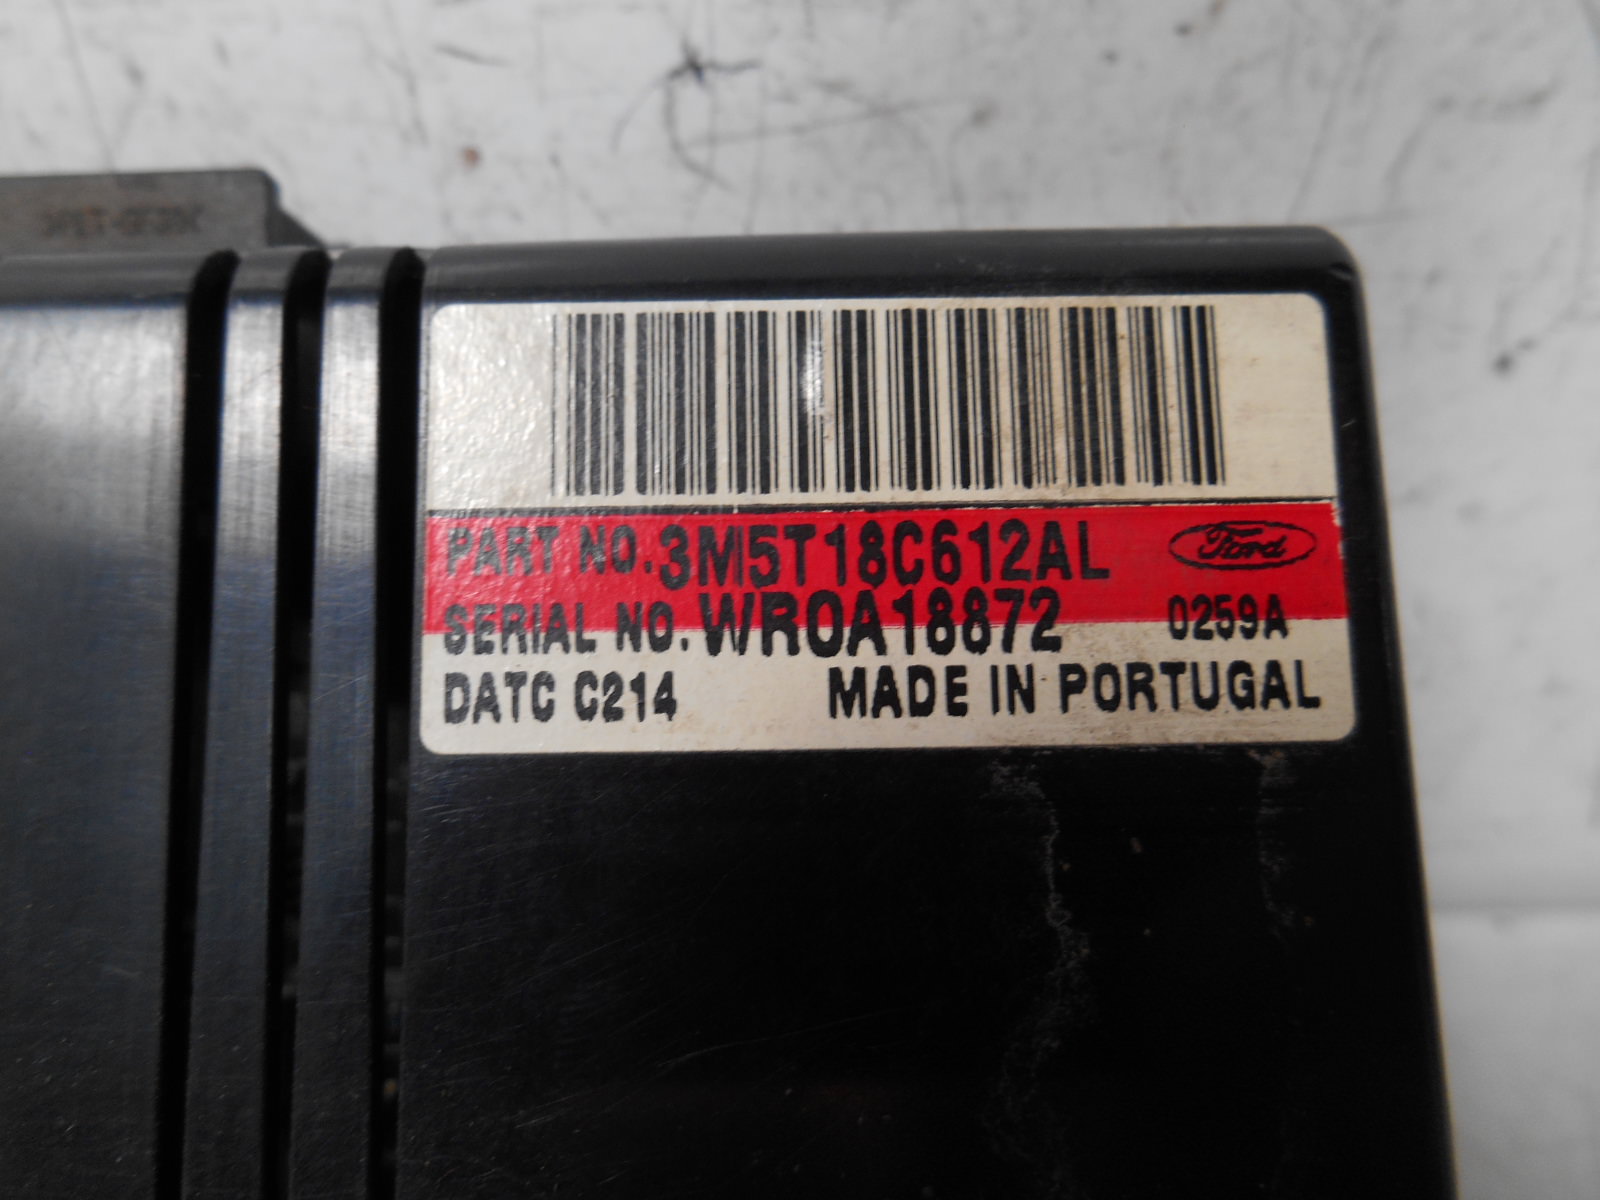 PART NO. 3M5T18C612AL Ford
SERIAL NO. WR0A18872 0259A
DATC C214 MADE IN PORTUGAL